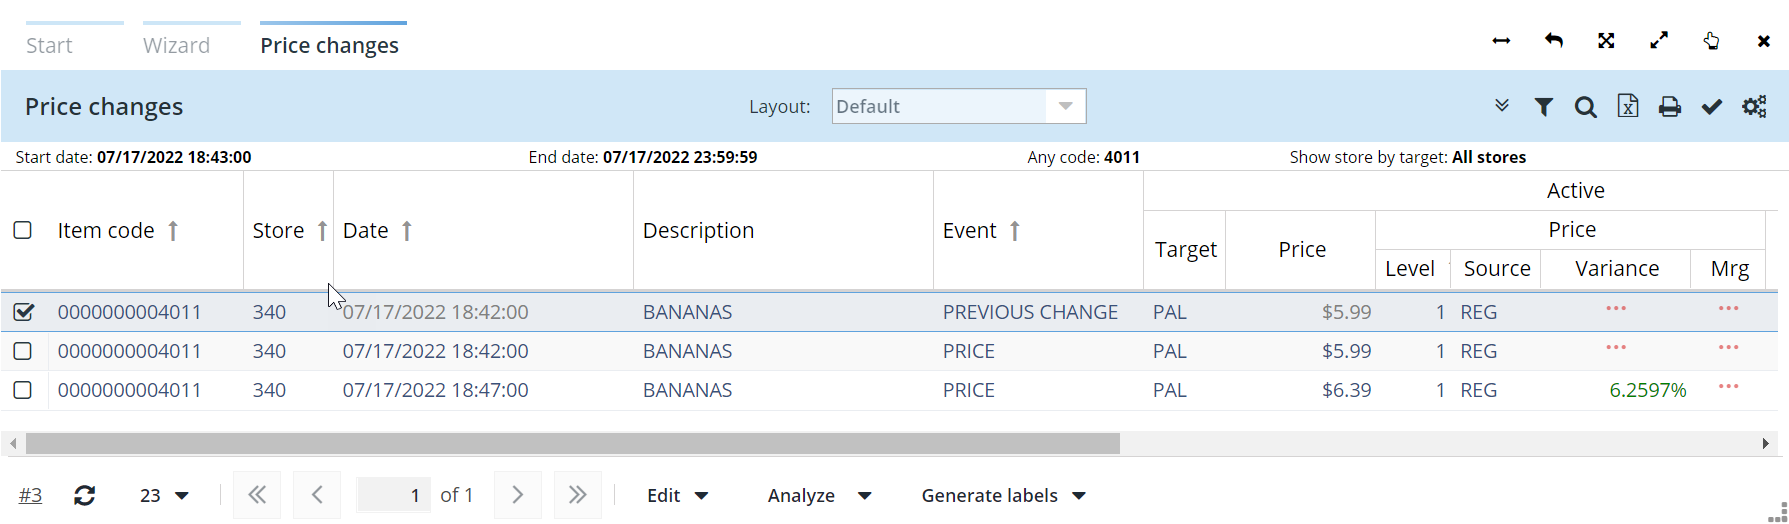 Start Wizard Price changes
Price changes Layout: Default
Start date: 07/17/2022 18:43:00 End date: 07/17/2022 23:59:59 Any code: 4011 Show store by target: All stores
Active
Item code Store Date Description Event Target Price Price
Level Source Variance Mrg
0000000004011 340 07/17/2022 18:42:00 BANANAS PREVIOUS CHANGE PAL $5.99 1 REG ... ...
0000000004011 340 07/17/2022 18:42:00 BANANAS PRICE PAL $5.99 1 REG ... ...
0000000004011 340 07/17/2022 18:47:00 BANANAS PRICE PAL $6.39 1 REG 6.2597% ...
#3 23 1 of 1 Edit Analyze Generate labels